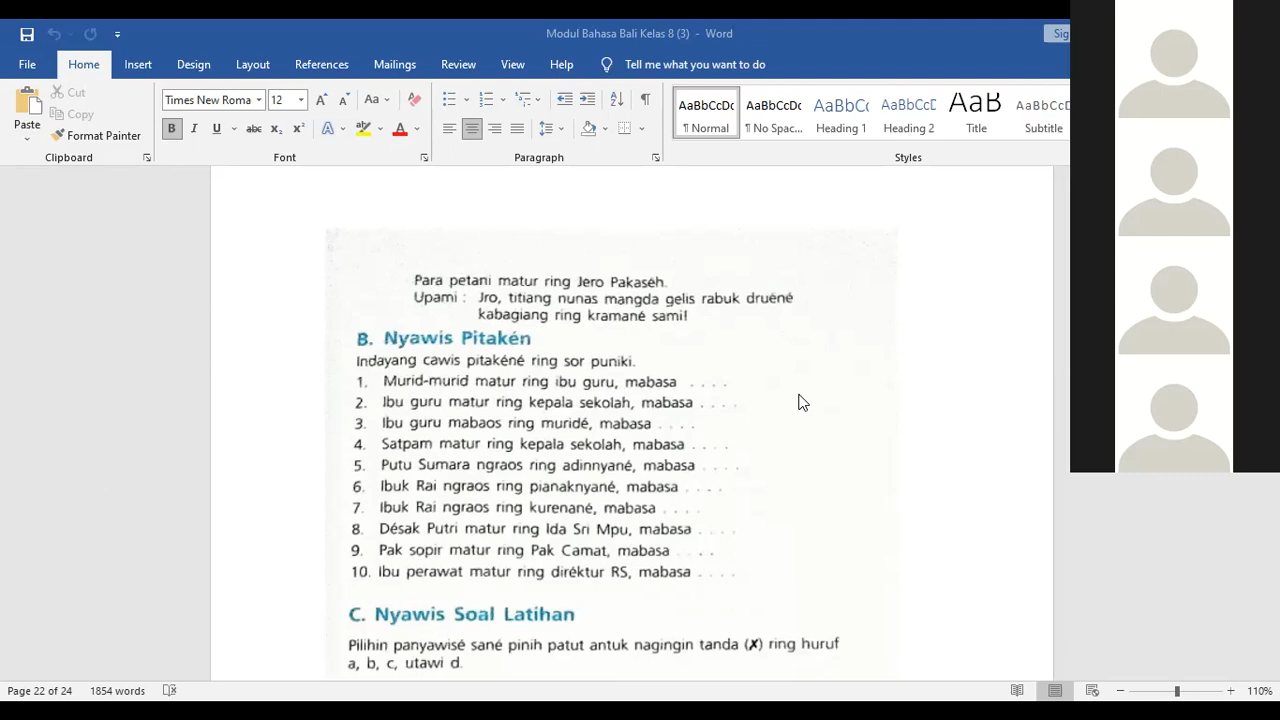 Modul Bahasa Bali Kelas 8 (3) - Word
Sig
File Home Insert Design Layout References Mailings Review View Help Tell me what you want to do
Paste
Cut
Copy
Format Painter
Clipboard
Times New Roma 12
Font
Paragraph
AaBbCcDc AaBbCcDc AaBbCc AaBbCcD AaB AaBbCcD
¶ Normal ¶ No Spac... Heading 1 Heading 2 Title Subtitle
Styles
Para petani matur ring Jero Pakaséh.
Upami : Jro, titiang nunas mangda gelis rabuk druéné
kabagiang ring kramané sami!
B. Nyawis Pitakén
Indayang cawis pitakéné ring sor puniki.
1. Murid-murid matur ring ibu guru, mabasa . . . .
2. Ibu guru matur ring kepala sekolah, mabasa . . . .
3. Ibu guru mabaos ring muridé, mabasa . . . .
4. Satpam matur ring kepala sekolah, mabasa . . . .
5. Putu Sumara ngraos ring adinnyané, mabasa . . . .
6. Ibuk Rai ngraos ring pianaknyané, mabasa . . . .
7. Ibuk Rai ngraos ring kurenané, mabasa . . . .
8. Désak Putri matur ring Ida Sri Mpu, mabasa . . . .
9. Pak sopir matur ring Pak Camat, mabasa . . . .
10. Ibu perawat matur ring diréktur RS, mabasa . . . .
C. Nyawis Soal Latihan
Pilihin panyawisé sané pinih patut antuk nagingin tanda (✗) ring huruf
a, b, c, utawi d.
Page 22 of 24 1854 words 110%